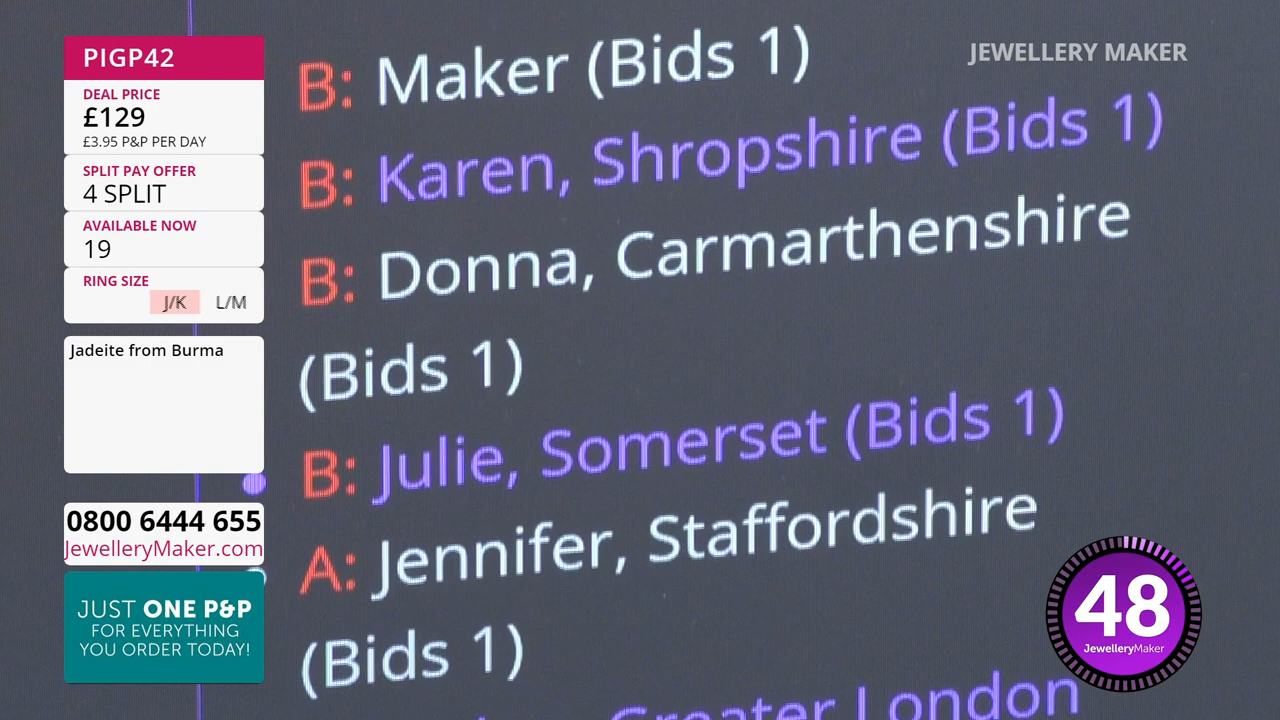 PIGP42
DEAL PRICE
£129
£3.95 P&P PER DAY
SPLIT PAY OFFER
4 SPLIT
AVAILABLE NOW
19
RING SIZE
J/K L/M
Jadeite from Burma
0800 6444 655
JewelleryMaker.com
JUST ONE P&P
FOR EVERYTHING
YOU ORDER TODAY!
JEWELLERY MAKER
B: Maker (Bids 1)
B: Karen, Shropshire (Bids 1)
B: Donna, Carmarthenshire
(Bids 1)
B: Julie, Somerset (Bids 1)
A: Jennifer, Staffordshire
(Bids 1)
Greater London
48
JewelleryMaker